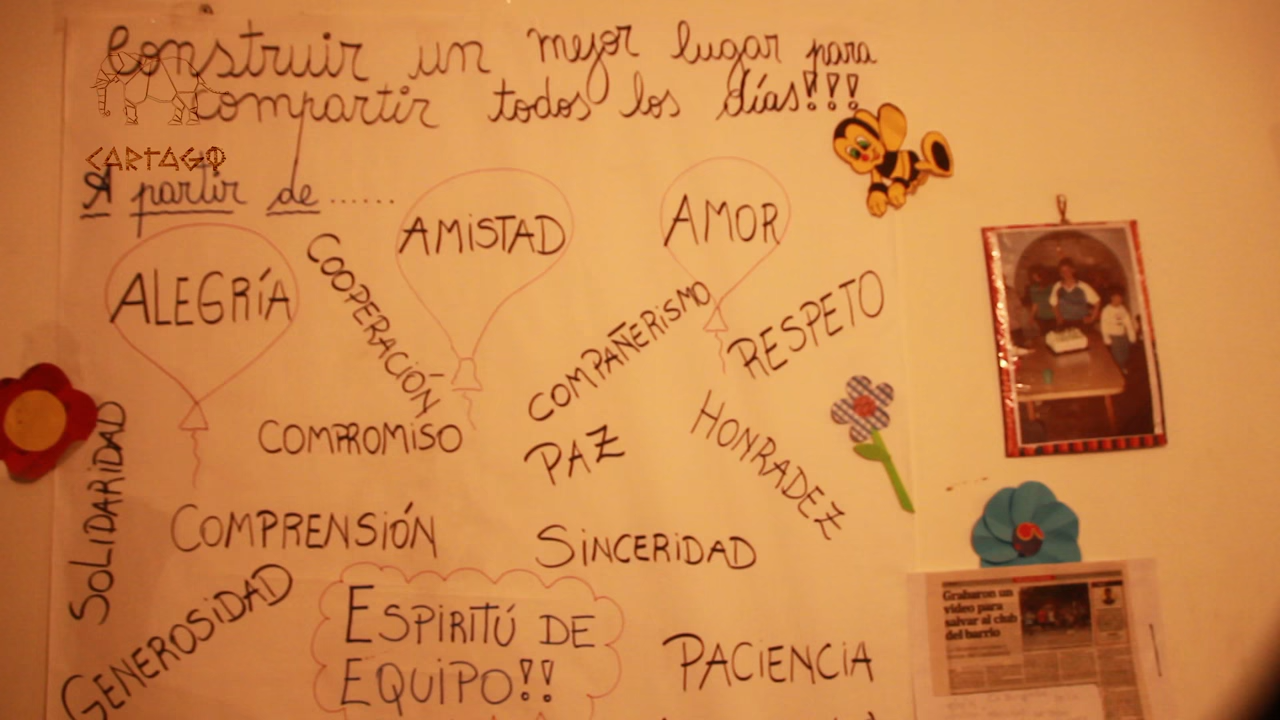 Construir un mejor lugar para
compartir todos los días!!!
CARTAGO
A partir de......
AMISTAD
AMOR
ALEGRÍA
COOPERACIÓN
COMPAÑERISMO
RESPETO
COMPROMISO
PAZ
HONRADEZ
SOLIDARIDAD
COMPRENSIÓN
SINCERIDAD
GENEROSIDAD
ESPIRITÚ DE
EQUIPO!!
PACIENCIA
Grabaron un
video para
salvar al club
del barrio